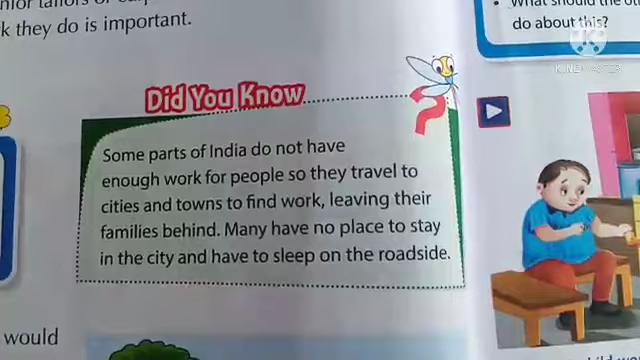 k they do is important.
do about this?
Did You Know
Some parts of India do not have
enough work for people so they travel to
cities and towns to find work, leaving their
families behind. Many have no place to stay
in the city and have to sleep on the roadside.
would